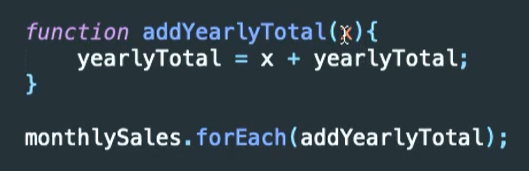 function addYearlyTotal(x){
yearlyTotal = x + yearlyTotal;
}
monthlySales.forEach(addYearlyTotal);